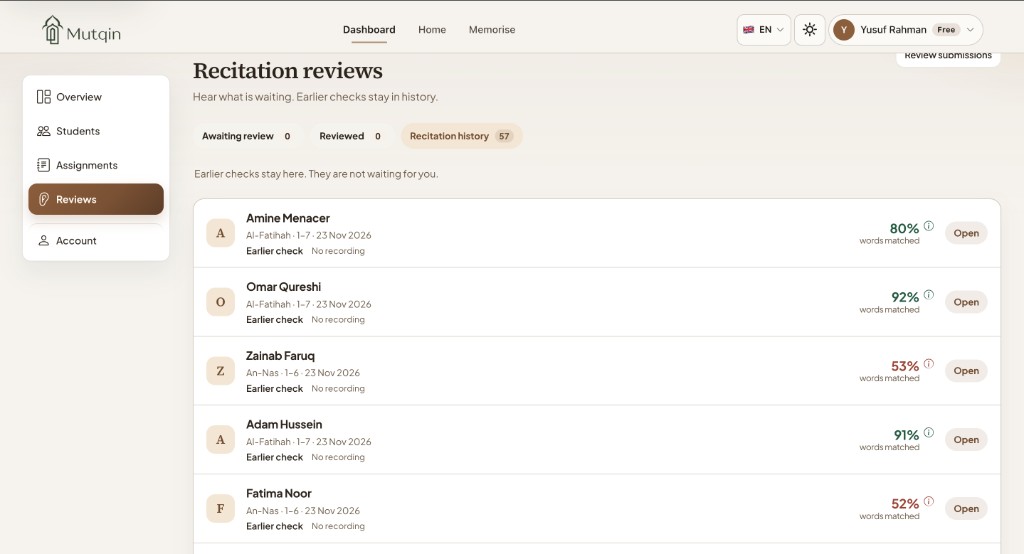 Mutqin
Dashboard
Home
Memorise
EN
Y
Yusuf Rahman
Free
Review submissions
Overview
Students
Assignments
Reviews
Account
Recitation reviews
Hear what is waiting. Earlier checks stay in history.
Awaiting review 0
Reviewed 0
Recitation history 57
Earlier checks stay here. They are not waiting for you.
A
Amine Menacer
Al-Fatihah · 1–7 · 23 Nov 2026
Earlier check No recording
80%
words matched
Open
O
Omar Qureshi
Al-Fatihah · 1–7 · 23 Nov 2026
Earlier check No recording
92%
words matched
Open
Z
Zainab Faruq
An-Nas · 1–6 · 23 Nov 2026
Earlier check No recording
53%
words matched
Open
A
Adam Hussein
Al-Fatihah · 1–7 · 23 Nov 2026
Earlier check No recording
91%
words matched
Open
F
Fatima Noor
An-Nas · 1–6 · 23 Nov 2026
Earlier check No recording
52%
words matched
Open